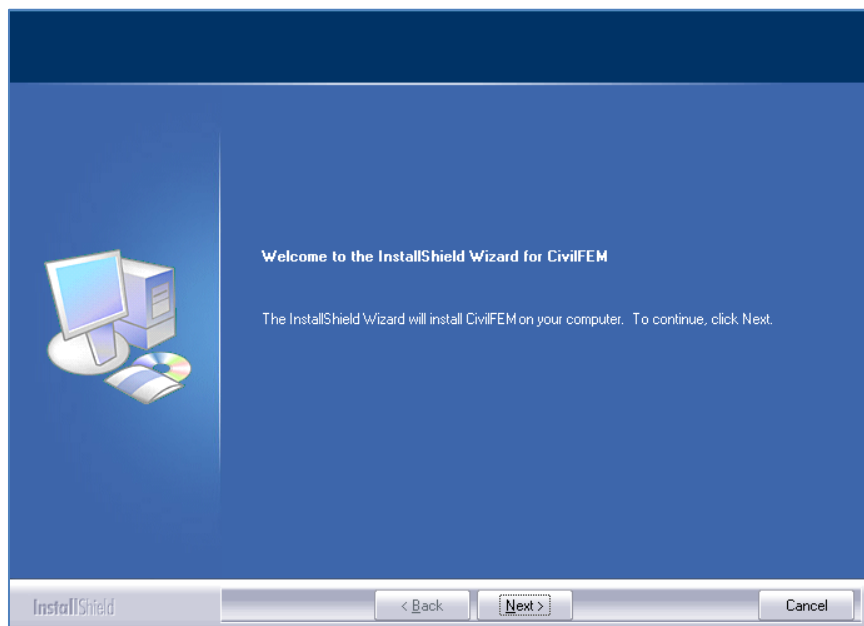 Welcome to the InstallShield Wizard for CivilFEM
The InstallShield Wizard will install CivilFEM on your computer. To continue, click Next.
InstallShield
< Back
Next >
Cancel